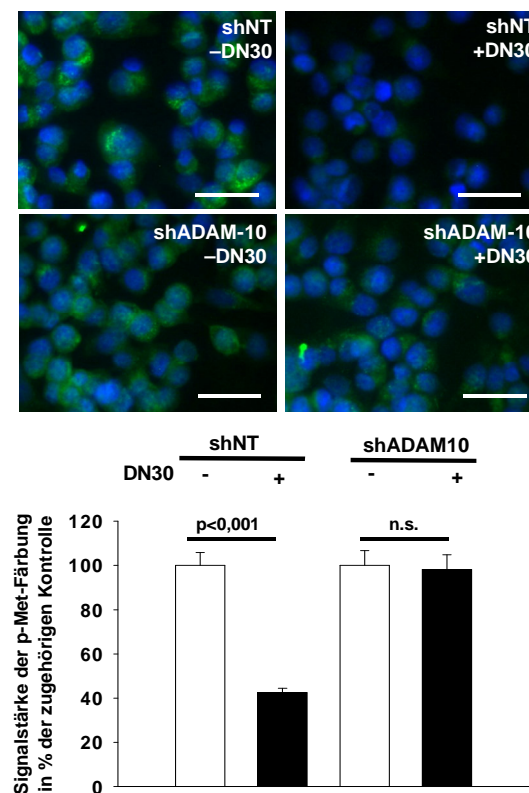 shNT
–DN30
shNT
+DN30
shADAM-10
–DN30
shADAM-10
+DN30
shNT
shADAM10
DN30 - + - +
Signalstärke der p-Met-Färbung
in % der zugehörigen Kontrolle
120
100
80
60
40
20
0
p<0,001
n.s.